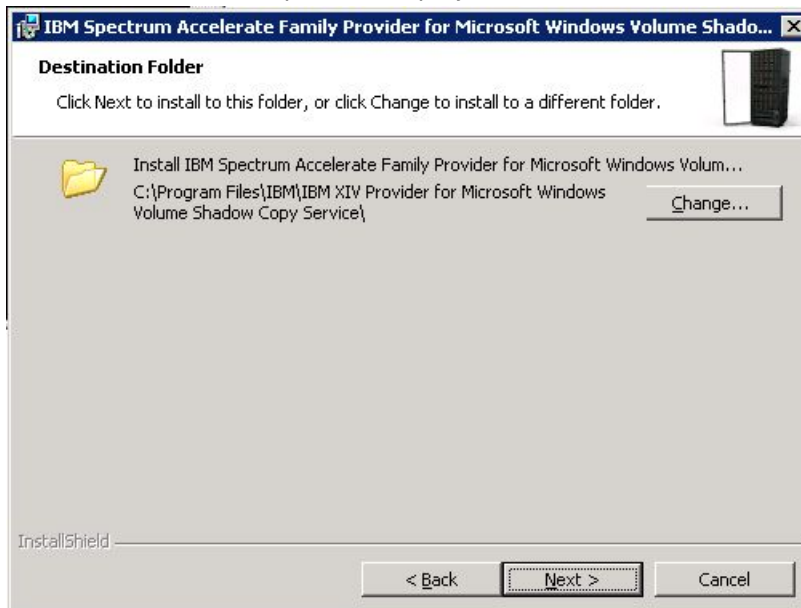 IBM Spectrum Accelerate Family Provider for Microsoft Windows Volume Shado...
Destination Folder
Click Next to install to this folder, or click Change to install to a different folder.
Install IBM Spectrum Accelerate Family Provider for Microsoft Windows Volum...
C:\Program Files\IBM\IBM XIV Provider for Microsoft Windows
Volume Shadow Copy Service\
Change...
InstallShield
< Back
Next >
Cancel